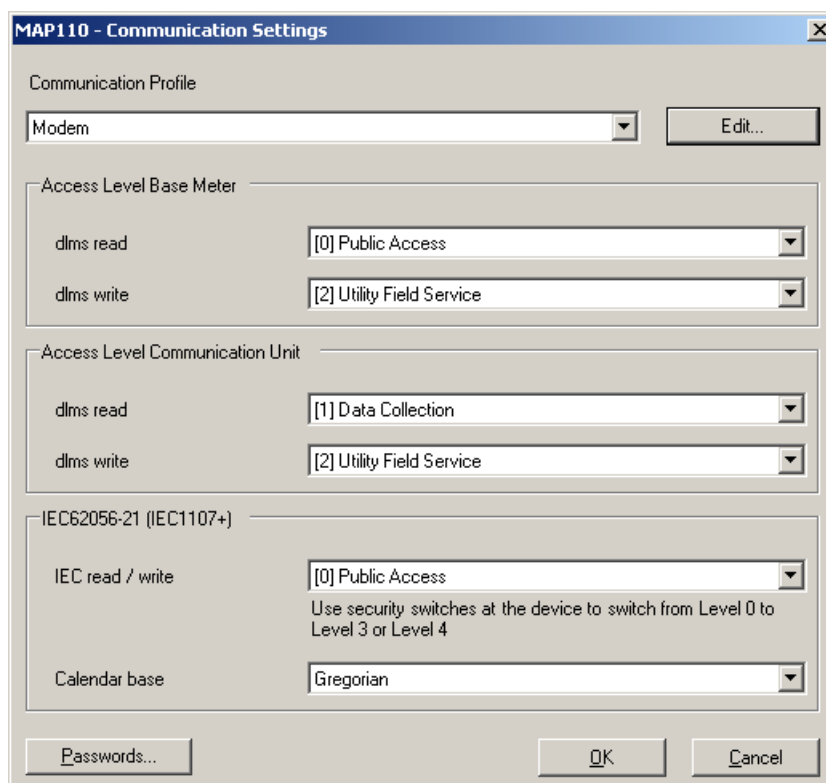 MAP110 - Communication Settings
Communication Profile
Modem
Edit...
Access Level Base Meter
dlms read
[0] Public Access
dlms write
[2] Utility Field Service
Access Level Communication Unit
dlms read
[1] Data Collection
dlms write
[2] Utility Field Service
IEC62056-21 (IEC1107+)
IEC read / write
[0] Public Access
Use security switches at the device to switch from Level 0 to
Level 3 or Level 4
Calendar base
Gregorian
Passwords...
OK
Cancel